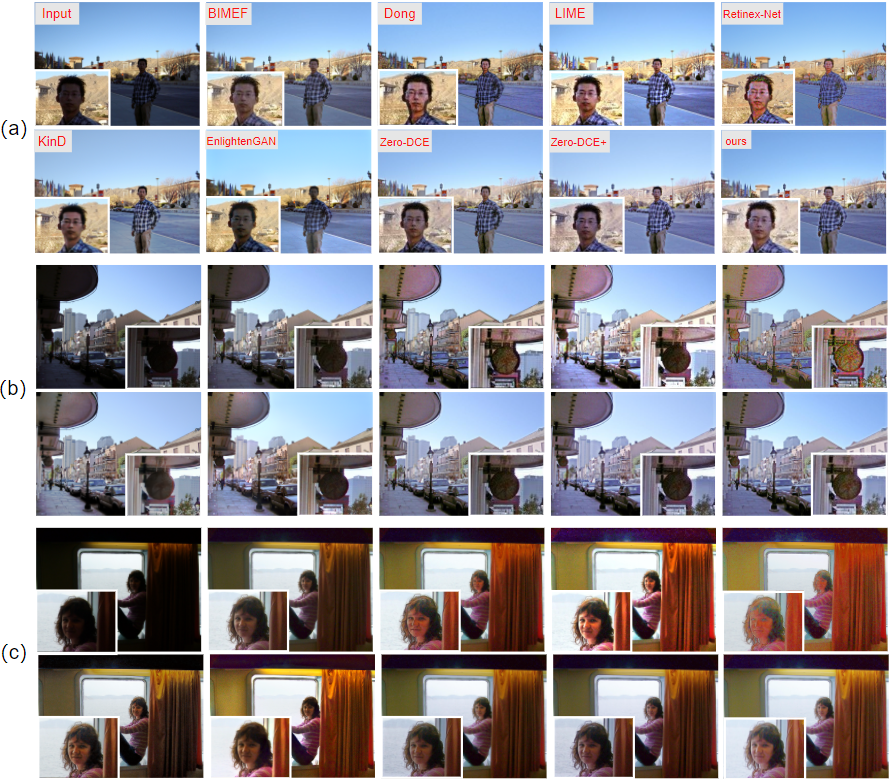 Input
BIMEF
Dong
LIME
Retinex-Net
(a)
KinD
EnlightenGAN
Zero-DCE
Zero-DCE+
ours
(b)
(c)